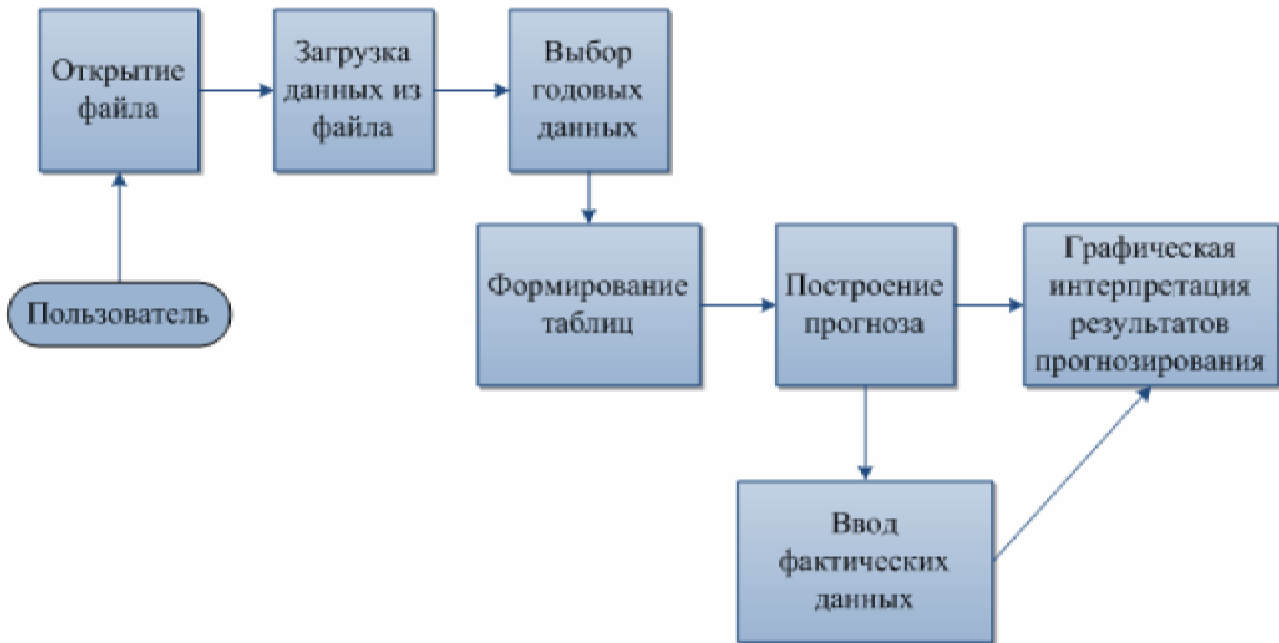 Открытие
файла
Загрузка
данных из
файла
Выбор
годовых
данных
Пользователь
Формирование
таблиц
Построение
прогноза
Графическая
интерпретация
результатов
прогнозирования
Ввод
фактических
данных